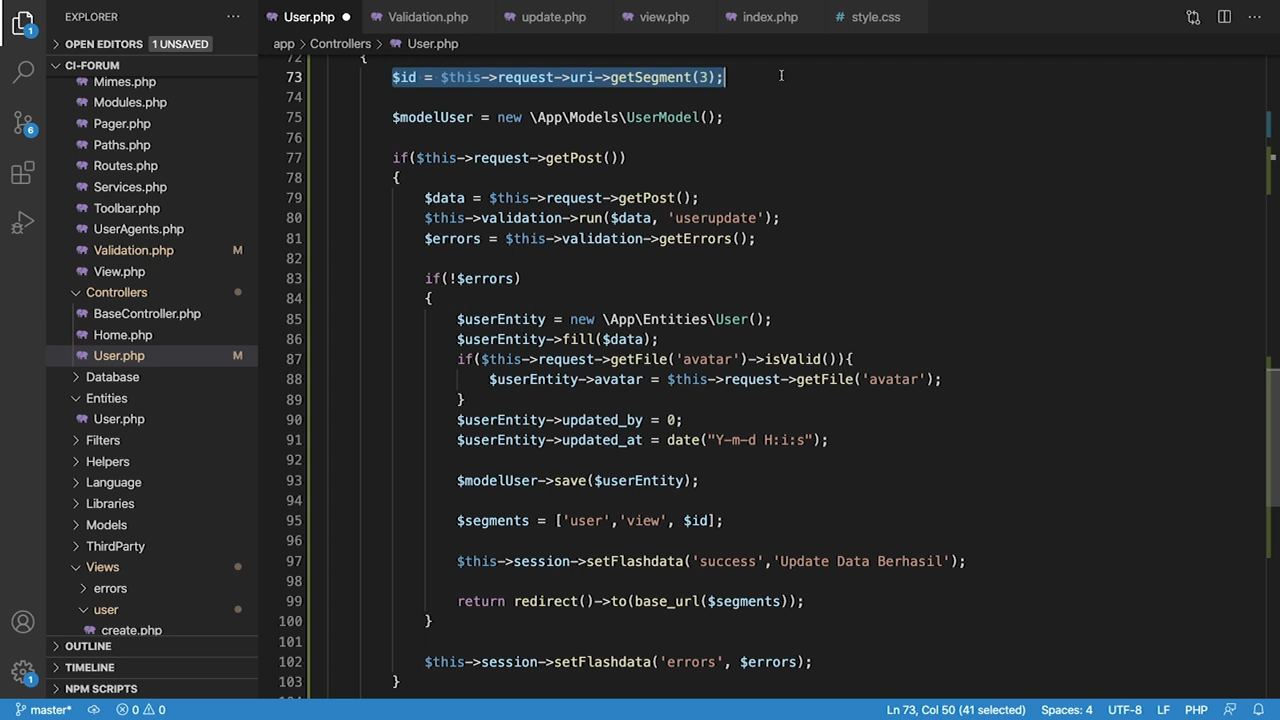 EXPLORER
User.php
Validation.php
update.php
view.php
index.php
style.css
1
OPEN EDITORS 1 UNSAVED
CI-FORUM
Mimes.php
Modules.php
Pager.php
Paths.php
Routes.php
Services.php
Toolbar.php
UserAgents.php
Validation.php M
View.php
Controllers
BaseController.php
Home.php
User.php M
Database
Entities
User.php
Filters
Helpers
Language
Libraries
Models
ThirdParty
Views
errors
user
create.php
OUTLINE
TIMELINE
NPM SCRIPTS
6
1
app > Controllers > User.php
72 {
73 $id = $this->request->uri->getSegment(3);
74
75 $modelUser = new \App\Models\UserModel();
76
77 if($this->request->getPost())
78 {
79 $data = $this->request->getPost();
80 $this->validation->run($data, 'userupdate');
81 $errors = $this->validation->getErrors();
82
83 if(!$errors)
84 {
85 $userEntity = new \App\Entities\User();
86 $userEntity->fill($data);
87 if($this->request->getFile('avatar')->isValid()){
88 $userEntity->avatar = $this->request->getFile('avatar');
89 }
90 $userEntity->updated_by = 0;
91 $userEntity->updated_at = date("Y-m-d H:i:s");
92
93 $modelUser->save($userEntity);
94
95 $segments = ['user','view', $id];
96
97 $this->session->setFlashdata('success','Update Data Berhasil');
98
99 return redirect()->to(base_url($segments));
100 }
101
102 $this->session->setFlashdata('errors', $errors);
103 }
master* 0 0 Ln 73, Col 50 (41 selected) Spaces: 4 UTF-8 LF PHP